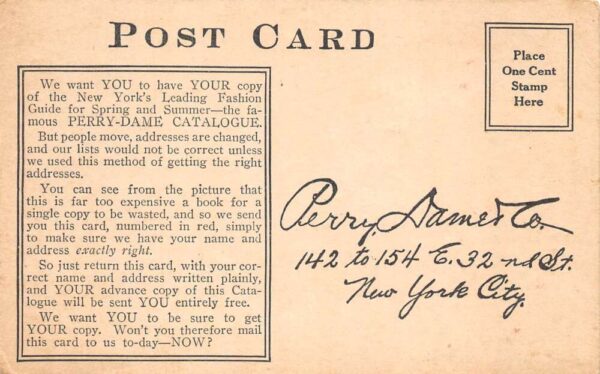 POST CARD
Place
One Cent
Stamp
Here
We want YOU to have YOUR copy
of the New York's Leading Fashion
Guide for Spring and Summer—the fa-
mous PERRY-DAME CATALOGUE.
But people move, addresses are changed,
and our lists would not be correct unless
we used this method of getting the right
addresses.
You can see from the picture that
this is far too expensive a book for a
single copy to be wasted, and so we send
you this card, numbered in red, simply
to make sure we have your name and
address exactly right.
So just return this card, with your cor-
rect name and address written plainly,
and YOUR advance copy of this Cata-
logue will be sent YOU entirely free.
We want YOU to be sure to get
YOUR copy. Won't you therefore mail
this card to us to-day—NOW?
Perry, Dame & Co.
142 to 154 E. 32nd St.
New York City.